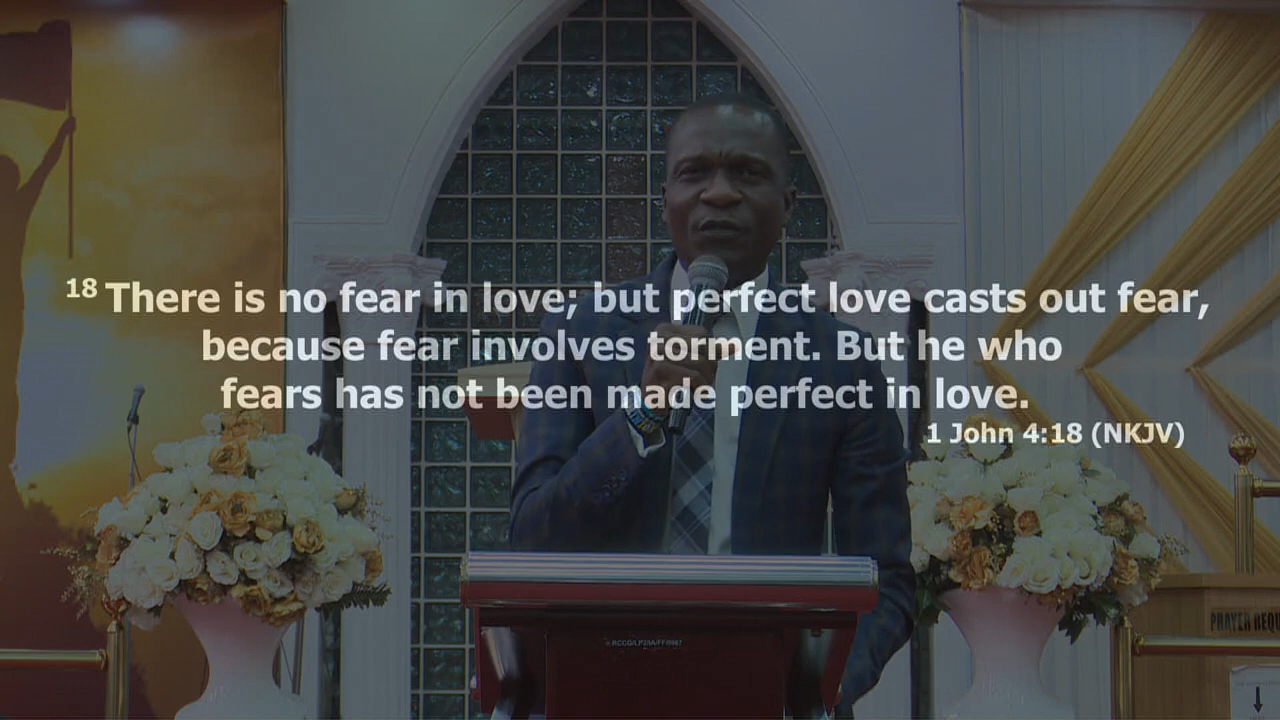 18 There is no fear in love; but perfect love casts out fear,
because fear involves torment. But he who
fears has not been made perfect in love.
1 John 4:18 (NKJV)
PRAYER REQU